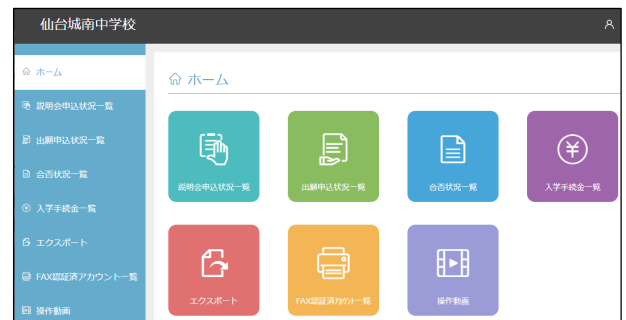 仙台城南中学校
ホーム
説明会申込状況一覧
出願申込状況一覧
合否状況一覧
入学手続金一覧
エクスポート
FAX認証済アカウント一覧
操作動画
ホーム
説明会申込状況一覧
出願申込状況一覧
合否状況一覧
入学手続金一覧
エクスポート
FAX認証済アカウント一覧
操作動画